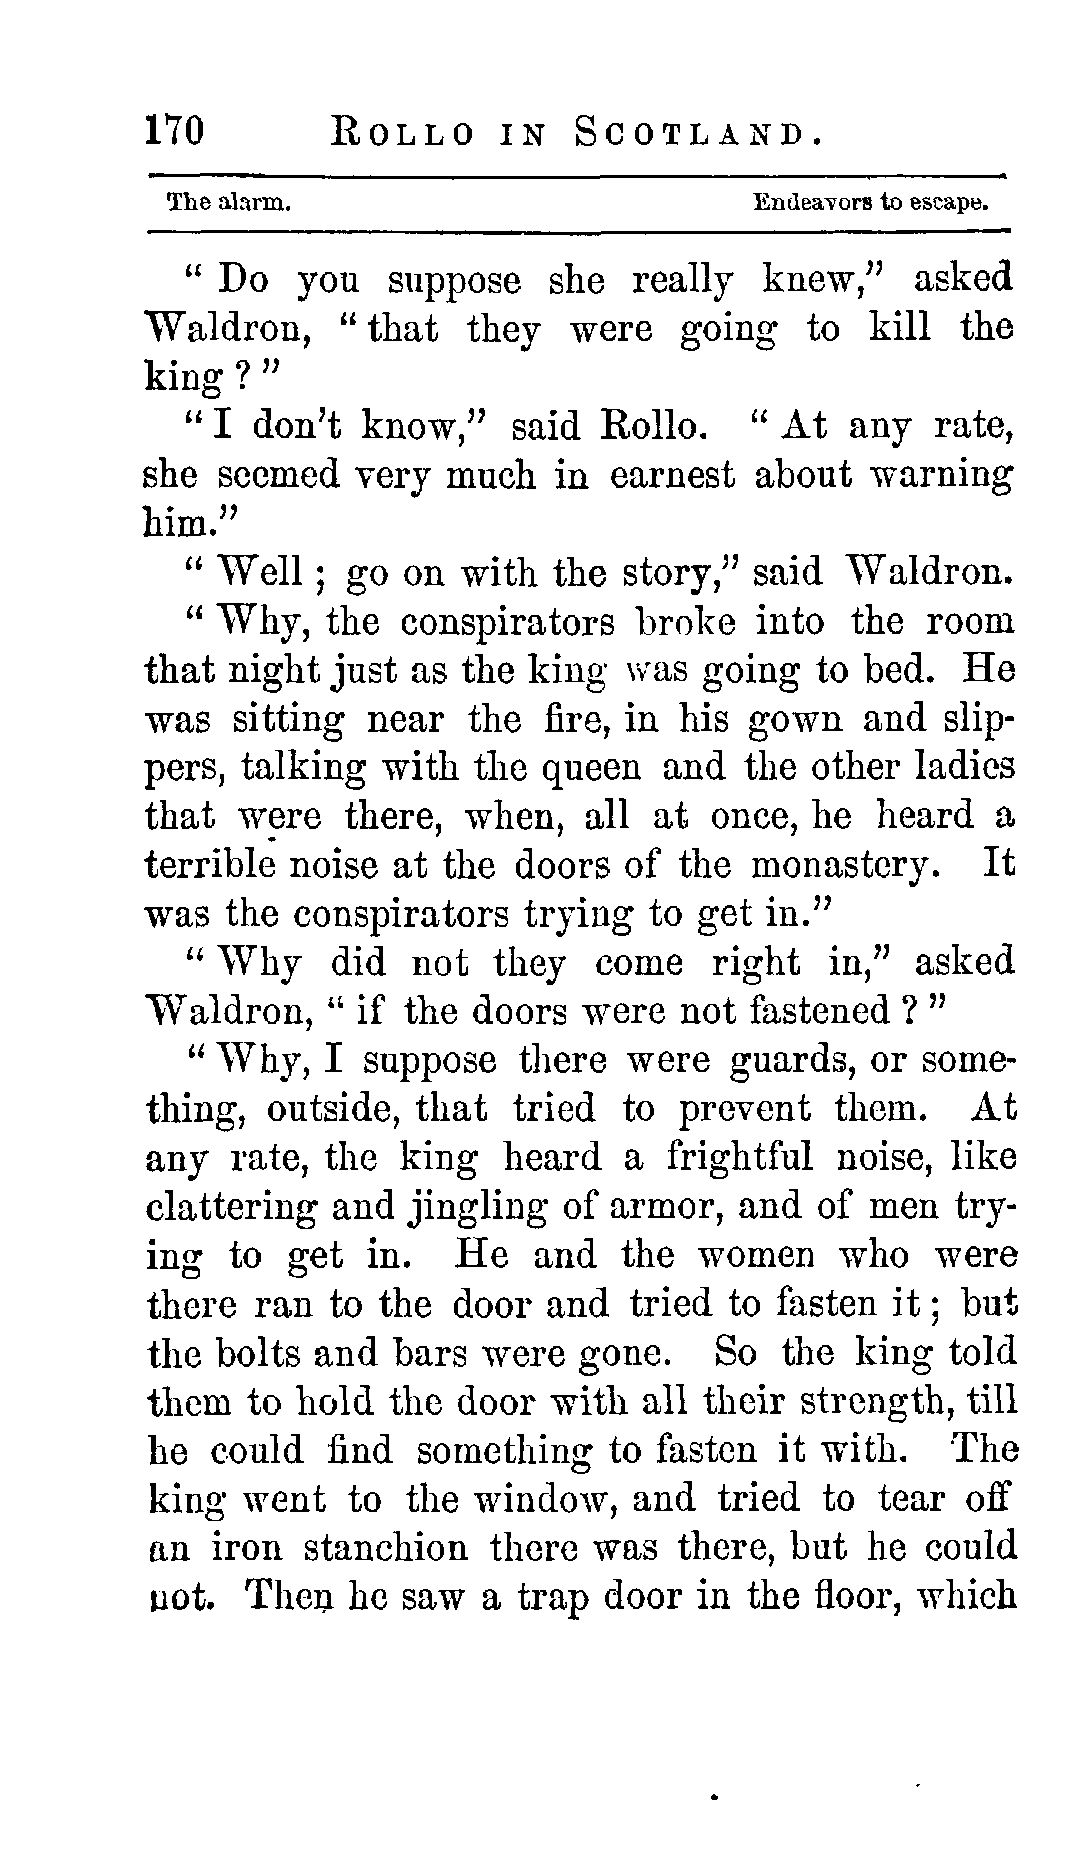 170 ROLLO IN SCOTLAND.
The alarm. Endeavors to escape.
“ Do you suppose she really knew,” asked
Waldron, “ that they were going to kill the
king ? ”
“ I don’t know,” said Rollo. “ At any rate,
she seemed very much in earnest about warning
him.”
“ Well ; go on with the story,” said Waldron.
“ Why, the conspirators broke into the room
that night just as the king was going to bed. He
was sitting near the fire, in his gown and slip-
pers, talking with the queen and the other ladies
that were there, when, all at once, he heard a
terrible noise at the doors of the monastery. It
was the conspirators trying to get in.”
“ Why did not they come right in,” asked
Waldron, “ if the doors were not fastened ? ”
“ Why, I suppose there were guards, or some-
thing, outside, that tried to prevent them. At
any rate, the king heard a frightful noise, like
clattering and jingling of armor, and of men try-
ing to get in. He and the women who were
there ran to the door and tried to fasten it ; but
the bolts and bars were gone. So the king told
them to hold the door with all their strength, till
he could find something to fasten it with. The
king went to the window, and tried to tear off
an iron stanchion there was there, but he could
not. Then he saw a trap door in the floor, which